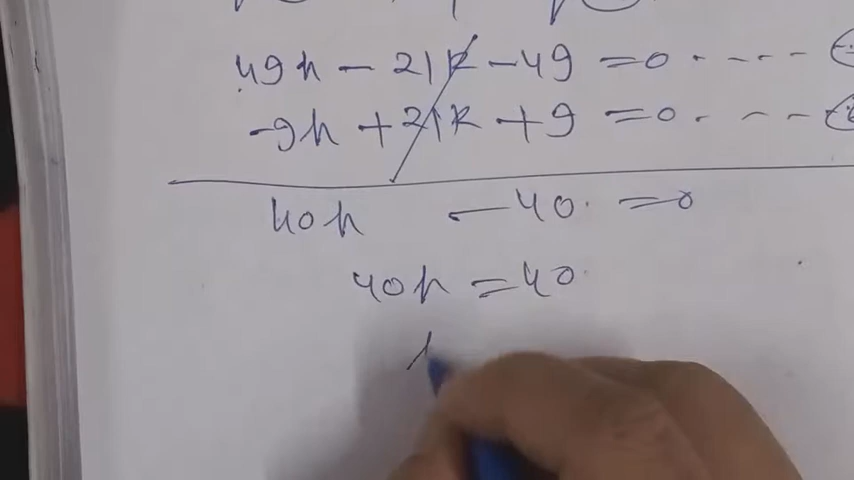 49h - 21k - 49 = 0 . - - - -
-9h + 21k + 9 = 0 . - - -
40h - 40 = 0
40h = 40